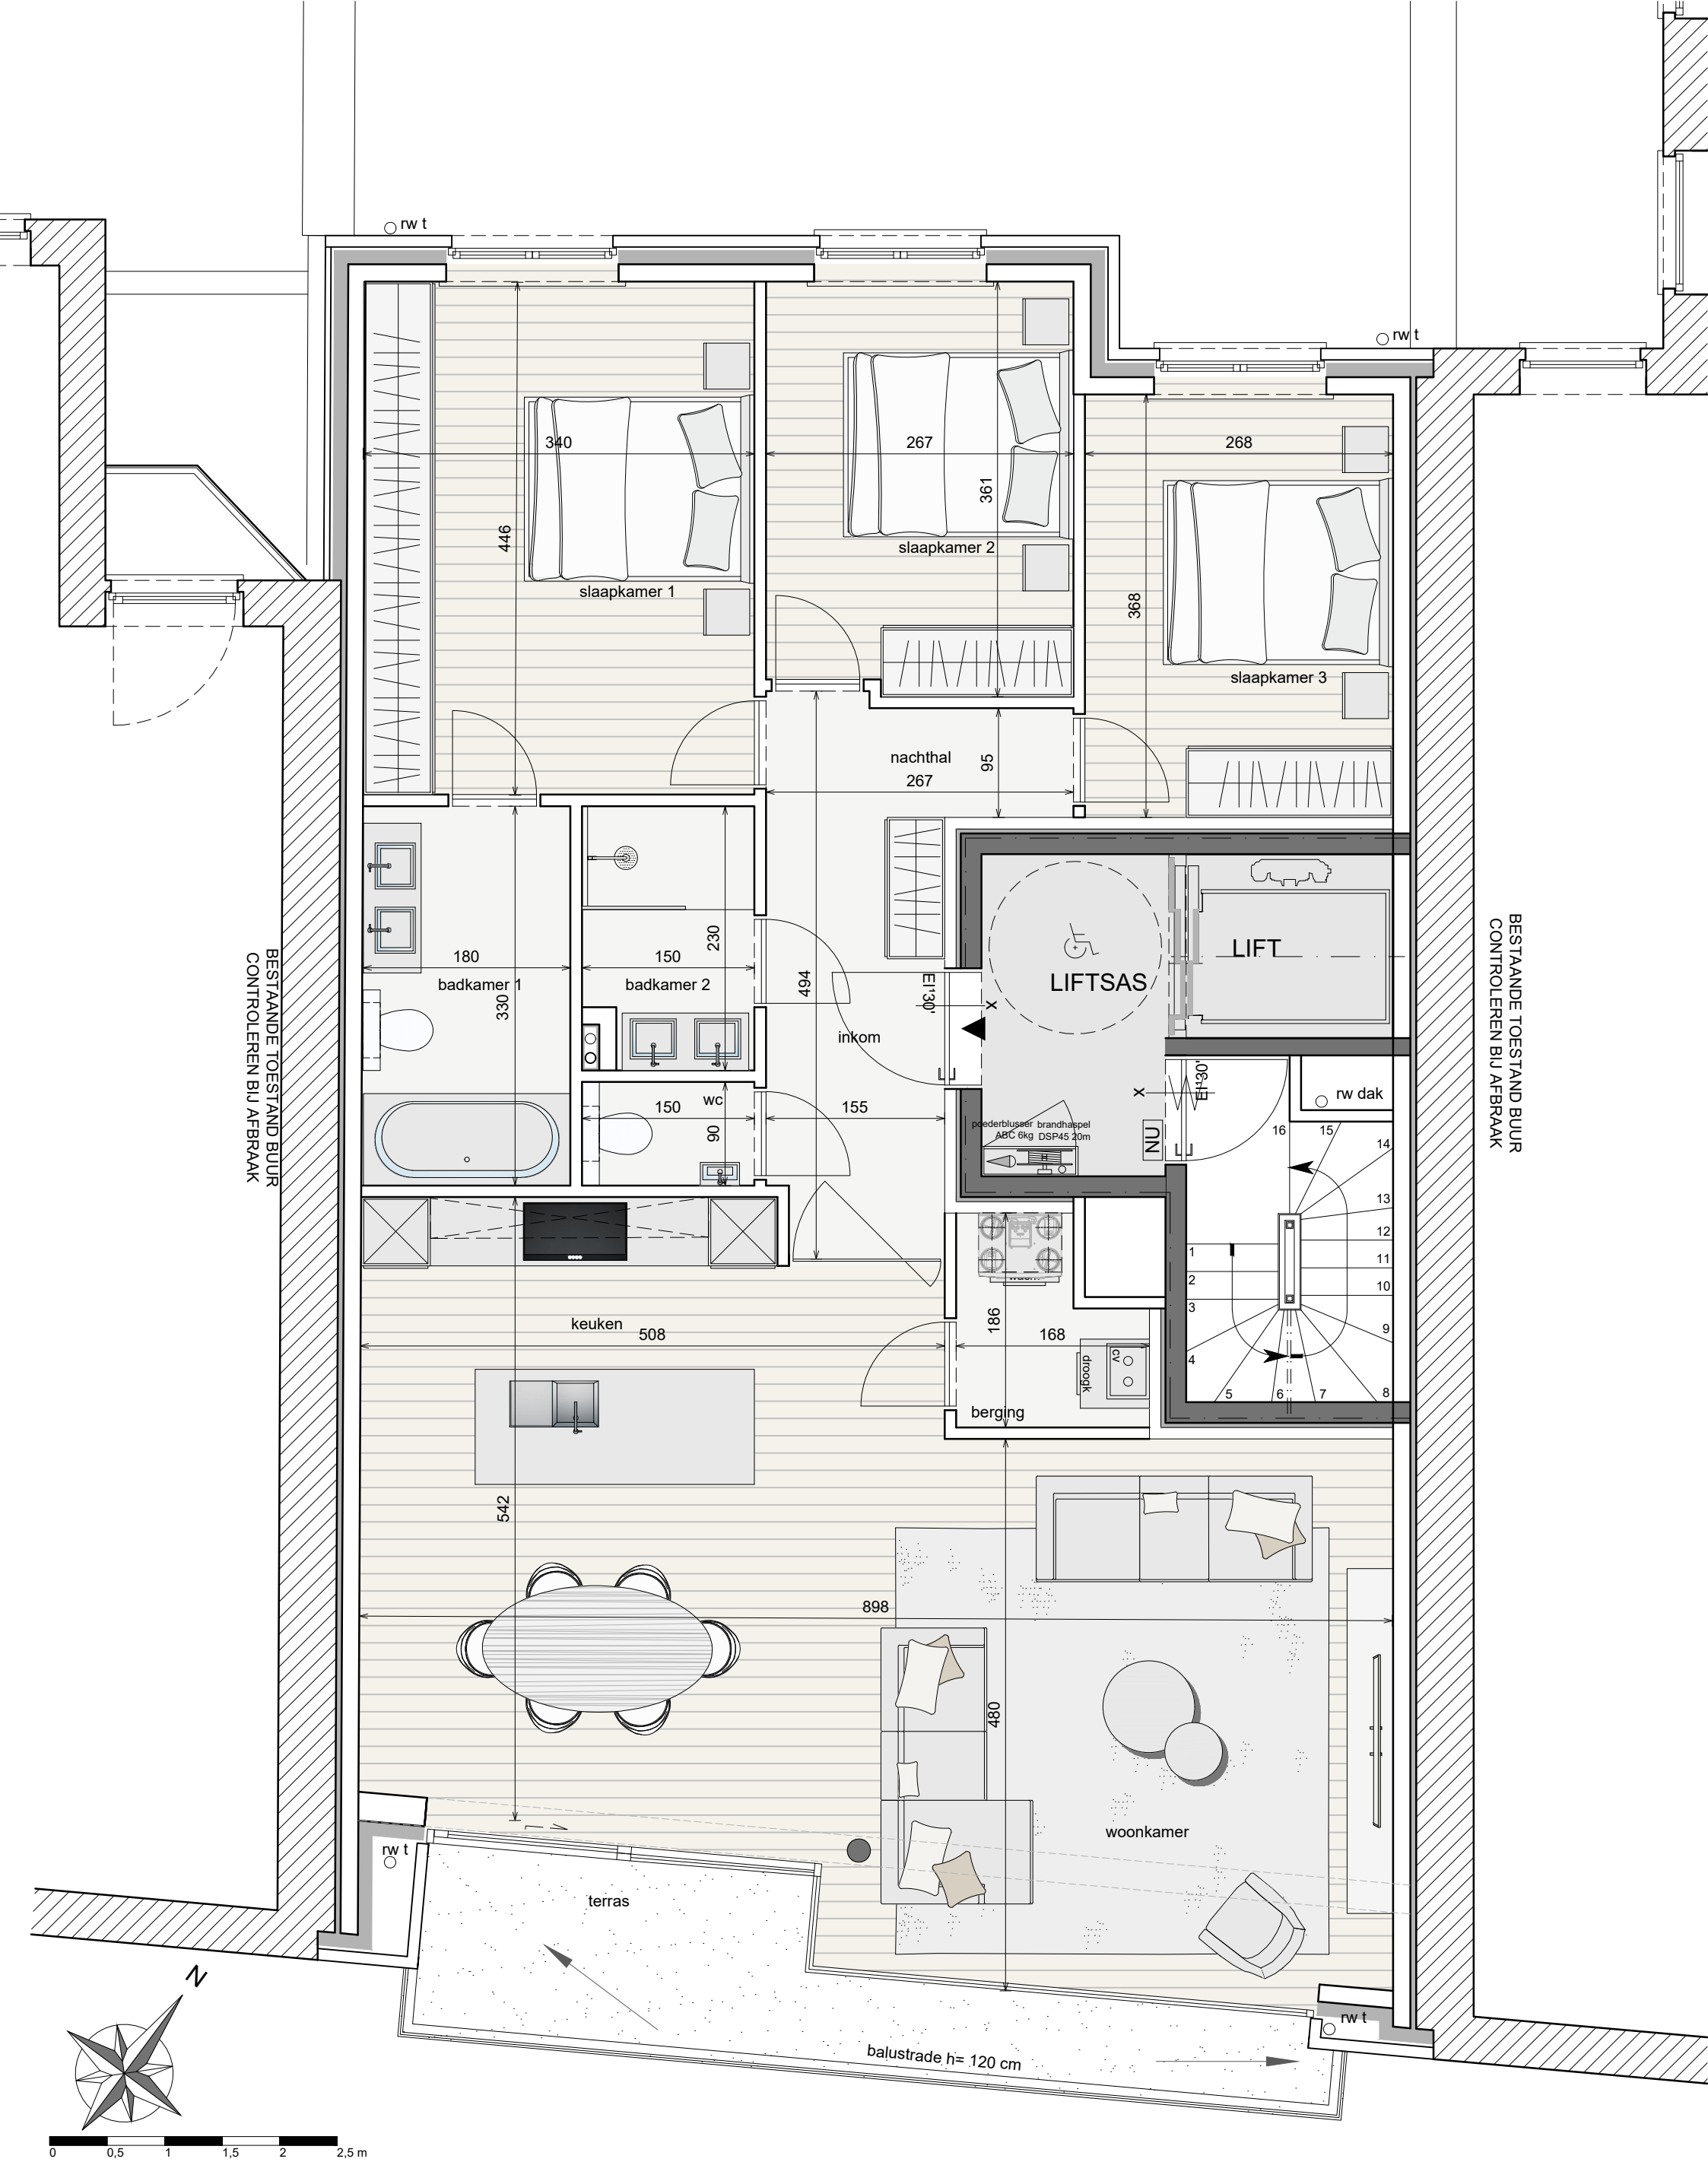 rw t
rw t
340
267
268
446
361
368
slaapkamer 1
slaapkamer 2
slaapkamer 3
nachthal
267
95
BESTAANDE TOESTAND BUUR
CONTROLEREN BIJ AFBRAAK
BESTAANDE TOESTAND BUUR
CONTROLEREN BIJ AFBRAAK
180
badkamer 1
330
150
badkamer 2
230
494
inkom
EI¹30'
x
LIFTSAS
LIFT
x
EI¹30'
NU
rw dak
wc
150
90
155
poederblusser
ABC 6kg
brandhaspel
DSP45 20m
16
15
14
13
12
11
10
9
8
7
6
5
4
3
2
1
keuken
508
186
168
cv
droogk
berging
542
898
480
woonkamer
rw t
terras
rw t
balustrade h= 120 cm
N
0
0,5
1
1,5
2
2,5 m